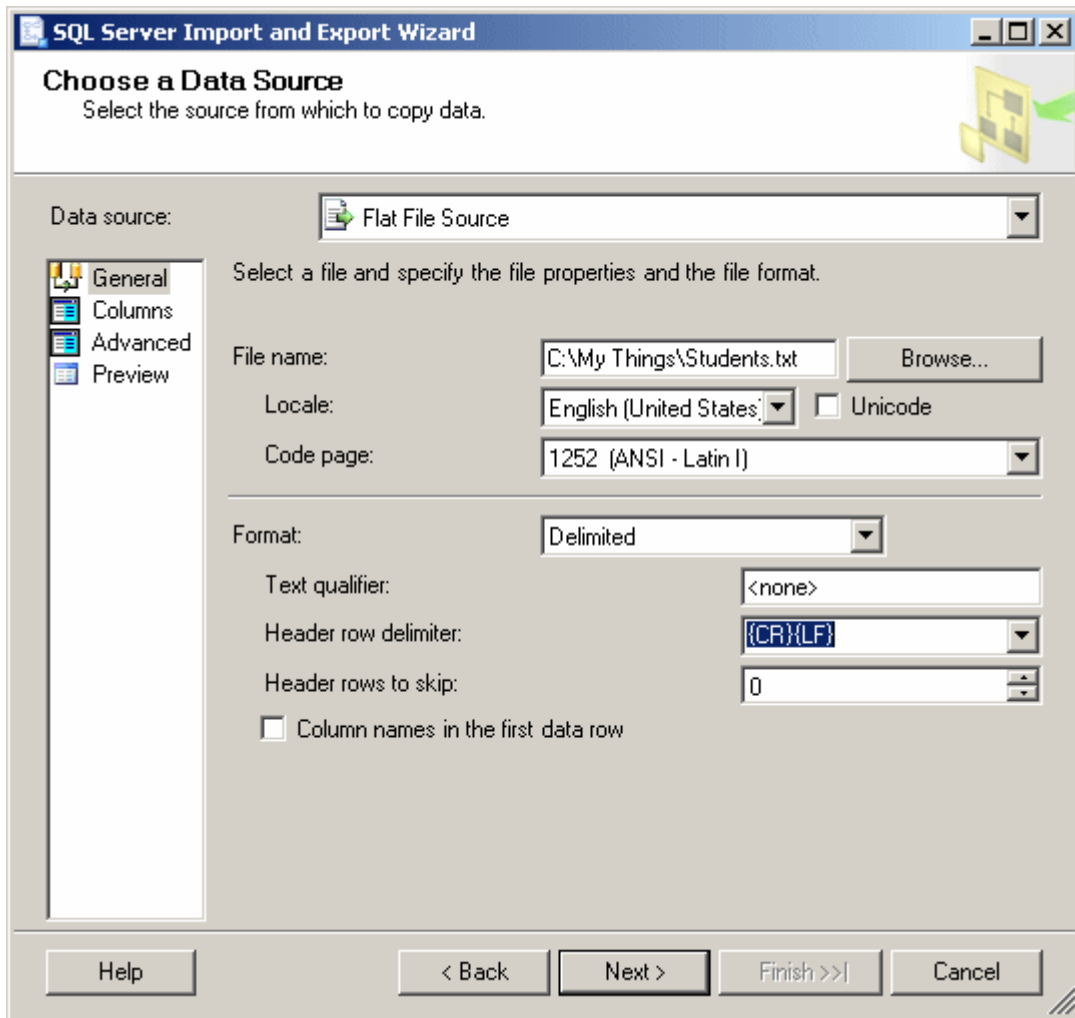 SQL Server Import and Export Wizard
Choose a Data Source
Select the source from which to copy data.
Data source: Flat File Source
General
Columns
Advanced
Preview
Select a file and specify the file properties and the file format.
File name: C:\My Things\Students.txt Browse...
Locale: English (United States) Unicode
Code page: 1252 (ANSI - Latin I)
Format: Delimited
Text qualifier: <none>
Header row delimiter: {CR}{LF}
Header rows to skip: 0
Column names in the first data row
Help < Back Next > Finish >>| Cancel